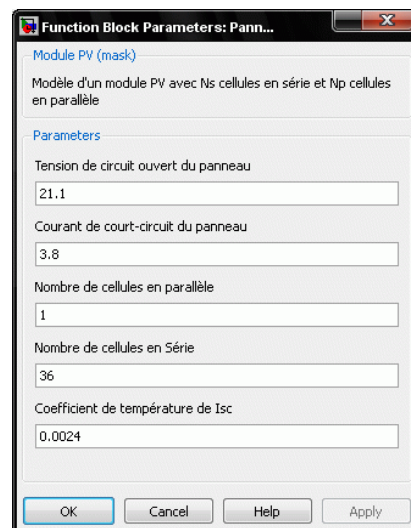 Function Block Parameters: Pann...
Module PV (mask)
Modèle d'un module PV avec Ns cellules en série et Np cellules
en parallèle
Parameters
Tension de circuit ouvert du panneau
21.1
Courant de court-circuit du panneau
3.8
Nombre de cellules en parallèle
1
Nombre de cellules en Série
36
Coefficient de température de Isc
0.0024
OK Cancel Help Apply